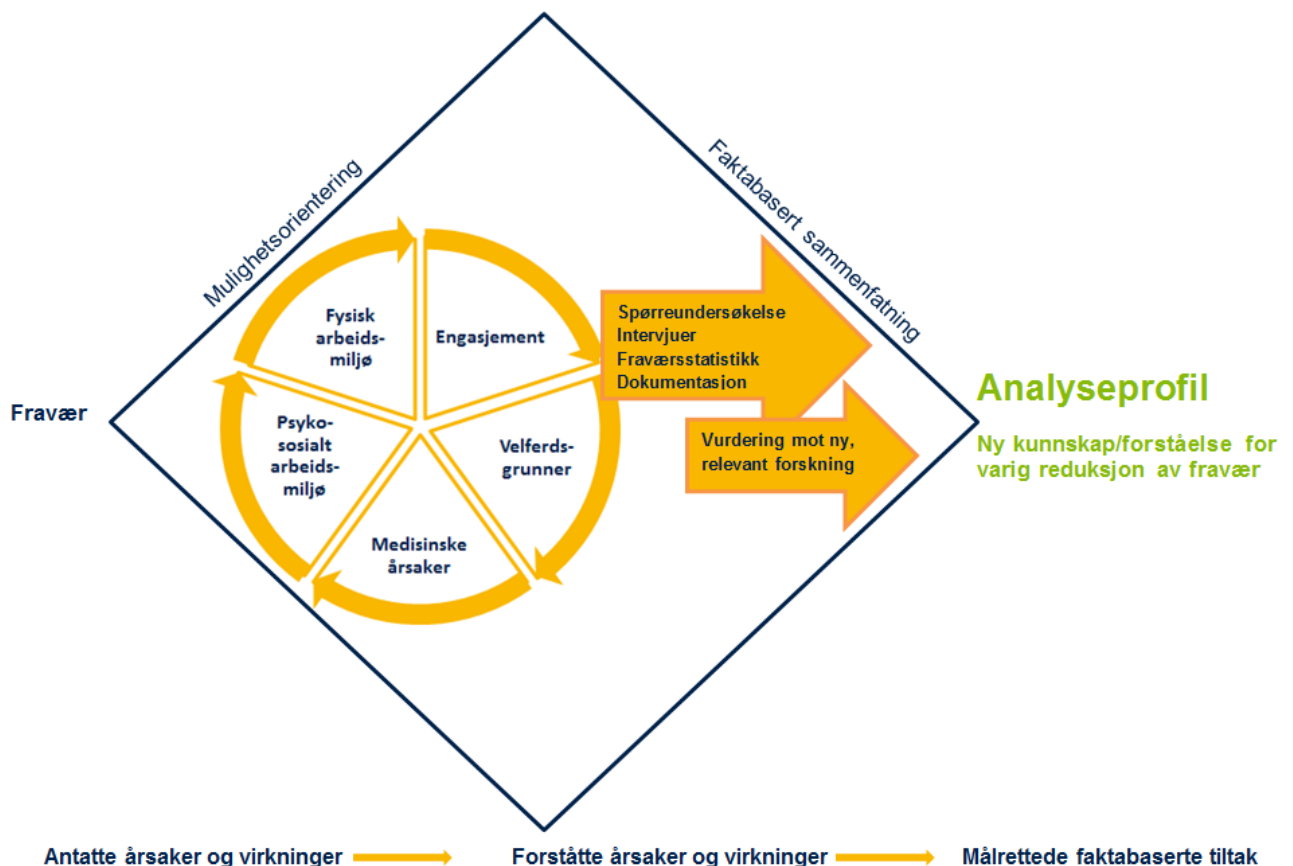 Mulighetsorientering
Faktabasert sammenfatning
Fravær
Fysisk
arbeids-
miljø
Engasjement
Psyko-
sosialt
arbeids-
miljø
Velferds-
grunner
Medisinske
årsaker
Spørreundersøkelse
Intervjuer
Fraværsstatistikk
Dokumentasjon
Vurdering mot ny,
relevant forskning
Analyseprofil
Ny kunnskap/forståelse for
varig reduksjon av fravær
Antatte årsaker og virkninger
Forståtte årsaker og virkninger
Målrettede faktabaserte tiltak